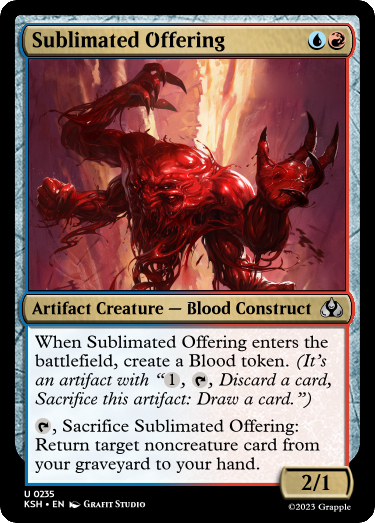 Sublimated Offering
Artifact Creature — Blood Construct
When Sublimated Offering enters the
battlefield, create a Blood token. (It's
an artifact with “1, , Discard a card,
Sacrifice this artifact: Draw a card.”)
, Sacrifice Sublimated Offering:
Return target noncreature card from
your graveyard to your hand.
2/1
U 0235
KSH • EN Grafit Studio
©2023 Grapple